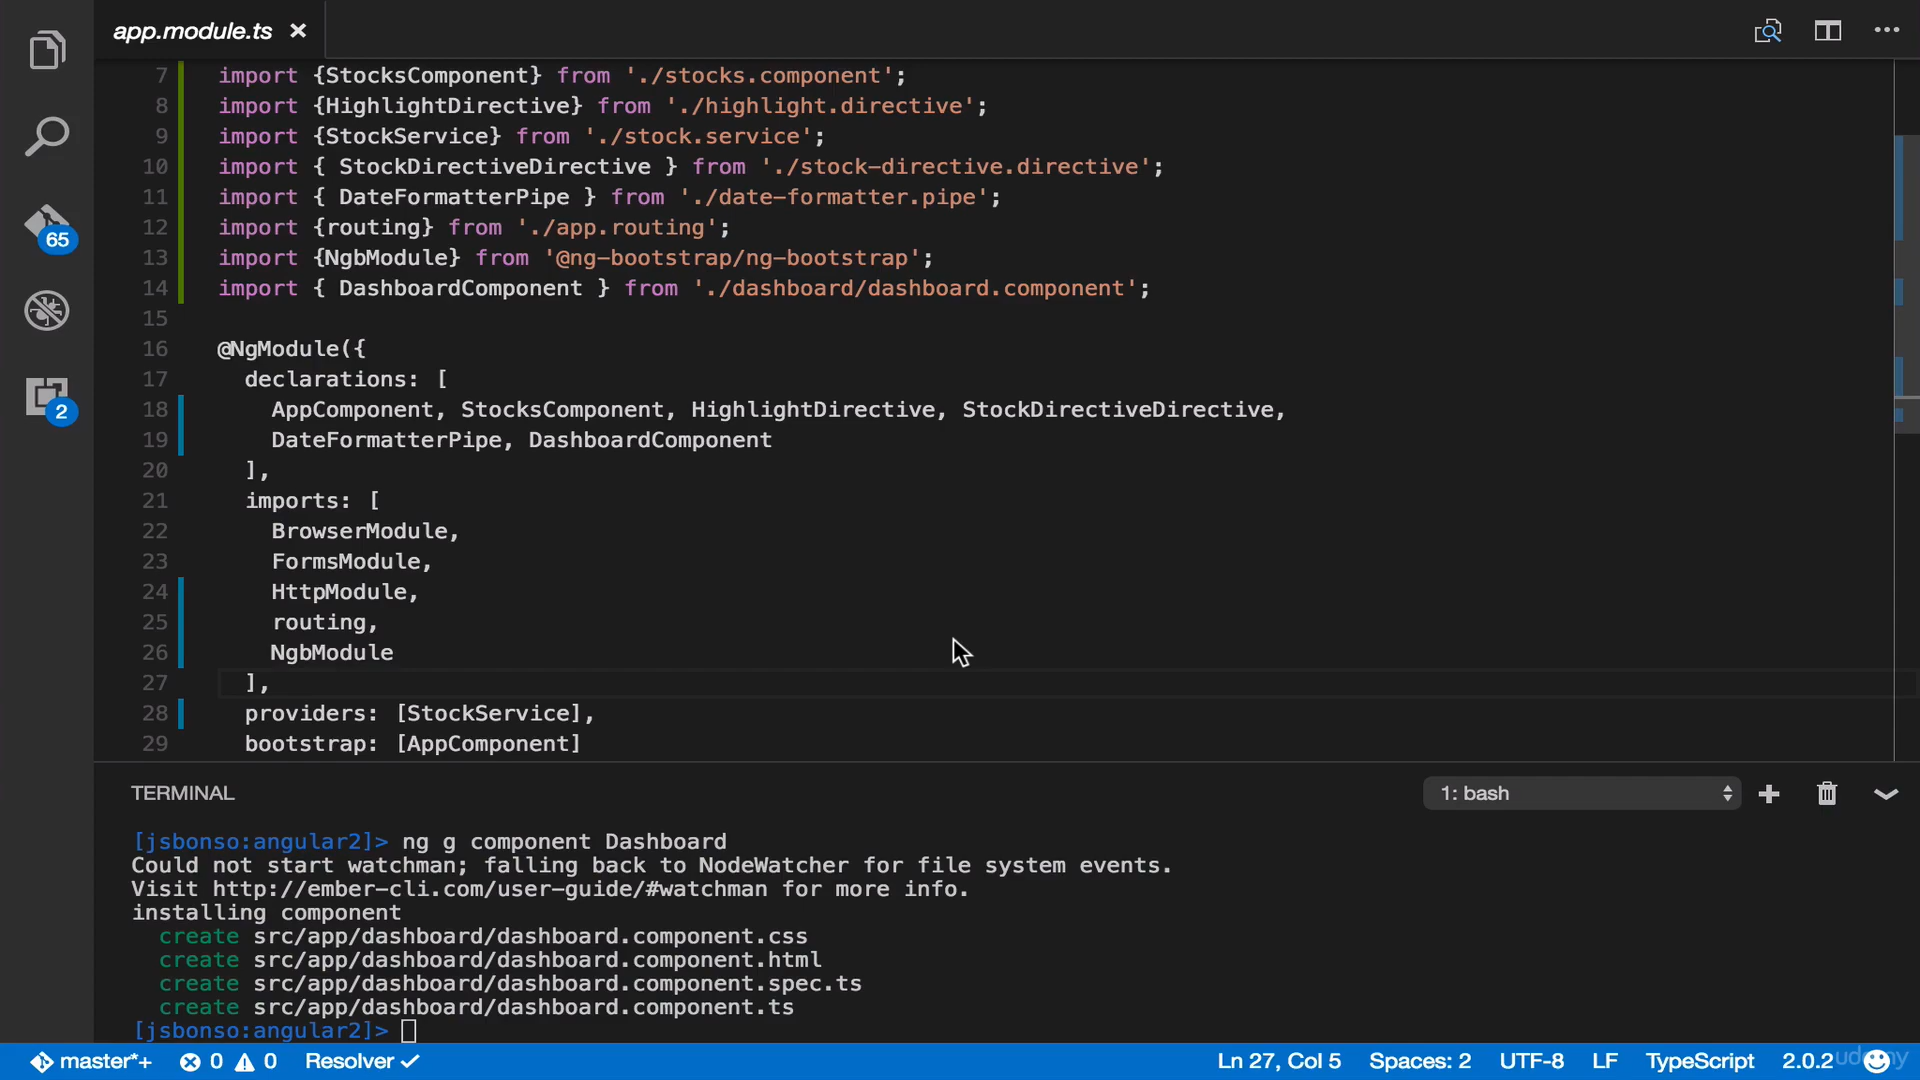 app.module.ts
7 import {StocksComponent} from './stocks.component';
8 import {HighlightDirective} from './highlight.directive';
9 import {StockService} from './stock.service';
10 import { StockDirectiveDirective } from './stock-directive.directive';
11 import { DateFormatterPipe } from './date-formatter.pipe';
12 import {routing} from './app.routing';
13 import {NgbModule} from '@ng-bootstrap/ng-bootstrap';
14 import { DashboardComponent } from './dashboard/dashboard.component';
15
16 @NgModule({
17 declarations: [
18 AppComponent, StocksComponent, HighlightDirective, StockDirectiveDirective,
19 DateFormatterPipe, DashboardComponent
20 ],
21 imports: [
22 BrowserModule,
23 FormsModule,
24 HttpModule,
25 routing,
26 NgbModule
27 ],
28 providers: [StockService],
29 bootstrap: [AppComponent]
65
2
TERMINAL
1: bash
[jsbonso:angular2]> ng g component Dashboard
Could not start watchman; falling back to NodeWatcher for file system events.
Visit http://ember-cli.com/user-guide/#watchman for more info.
installing component
create src/app/dashboard/dashboard.component.css
create src/app/dashboard/dashboard.component.html
create src/app/dashboard/dashboard.component.spec.ts
create src/app/dashboard/dashboard.component.ts
[jsbonso:angular2]>
master*+ 0 0 Resolver Ln 27, Col 5 Spaces: 2 UTF-8 LF TypeScript 2.0.2
udemy